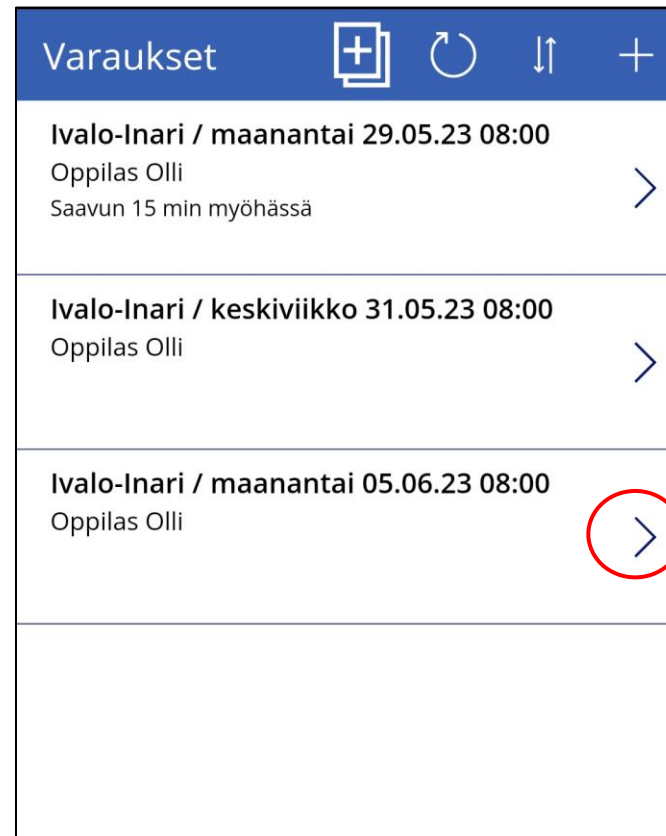 Varaukset
Ivalo-Inari / maanantai 29.05.23 08:00
Oppilas Olli
Saavun 15 min myöhässä
Ivalo-Inari / keskiviikko 31.05.23 08:00
Oppilas Olli
Ivalo-Inari / maanantai 05.06.23 08:00
Oppilas Olli